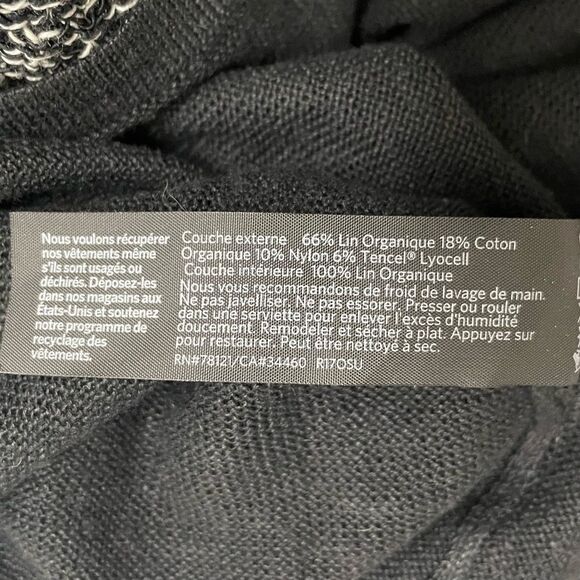 Nous voulons récupérer
nos vêtements même
s'ils sont usagés ou
déchirés. Déposez-les
dans nos magasins aux
États-Unis et soutenez
notre programme de
recyclage des
vêtements.
Couche externe 66% Lin Organique 18% Coton
Organique 10% Nylon 6% Tencel® Lyocell
Couche intérieure 100% Lin Organique
Nous vous recommandons de froid de lavage de main.
Ne pas javelliser. Ne pas essorer. Presser ou rouler
dans une serviette pour enlever l'excés d'humidité
doucement. Remodeler et sécher à plat. Appuyez sur
pour restaurer. Peut être nettoyé à sec.
RN#78121/CA#34460 R17OSU